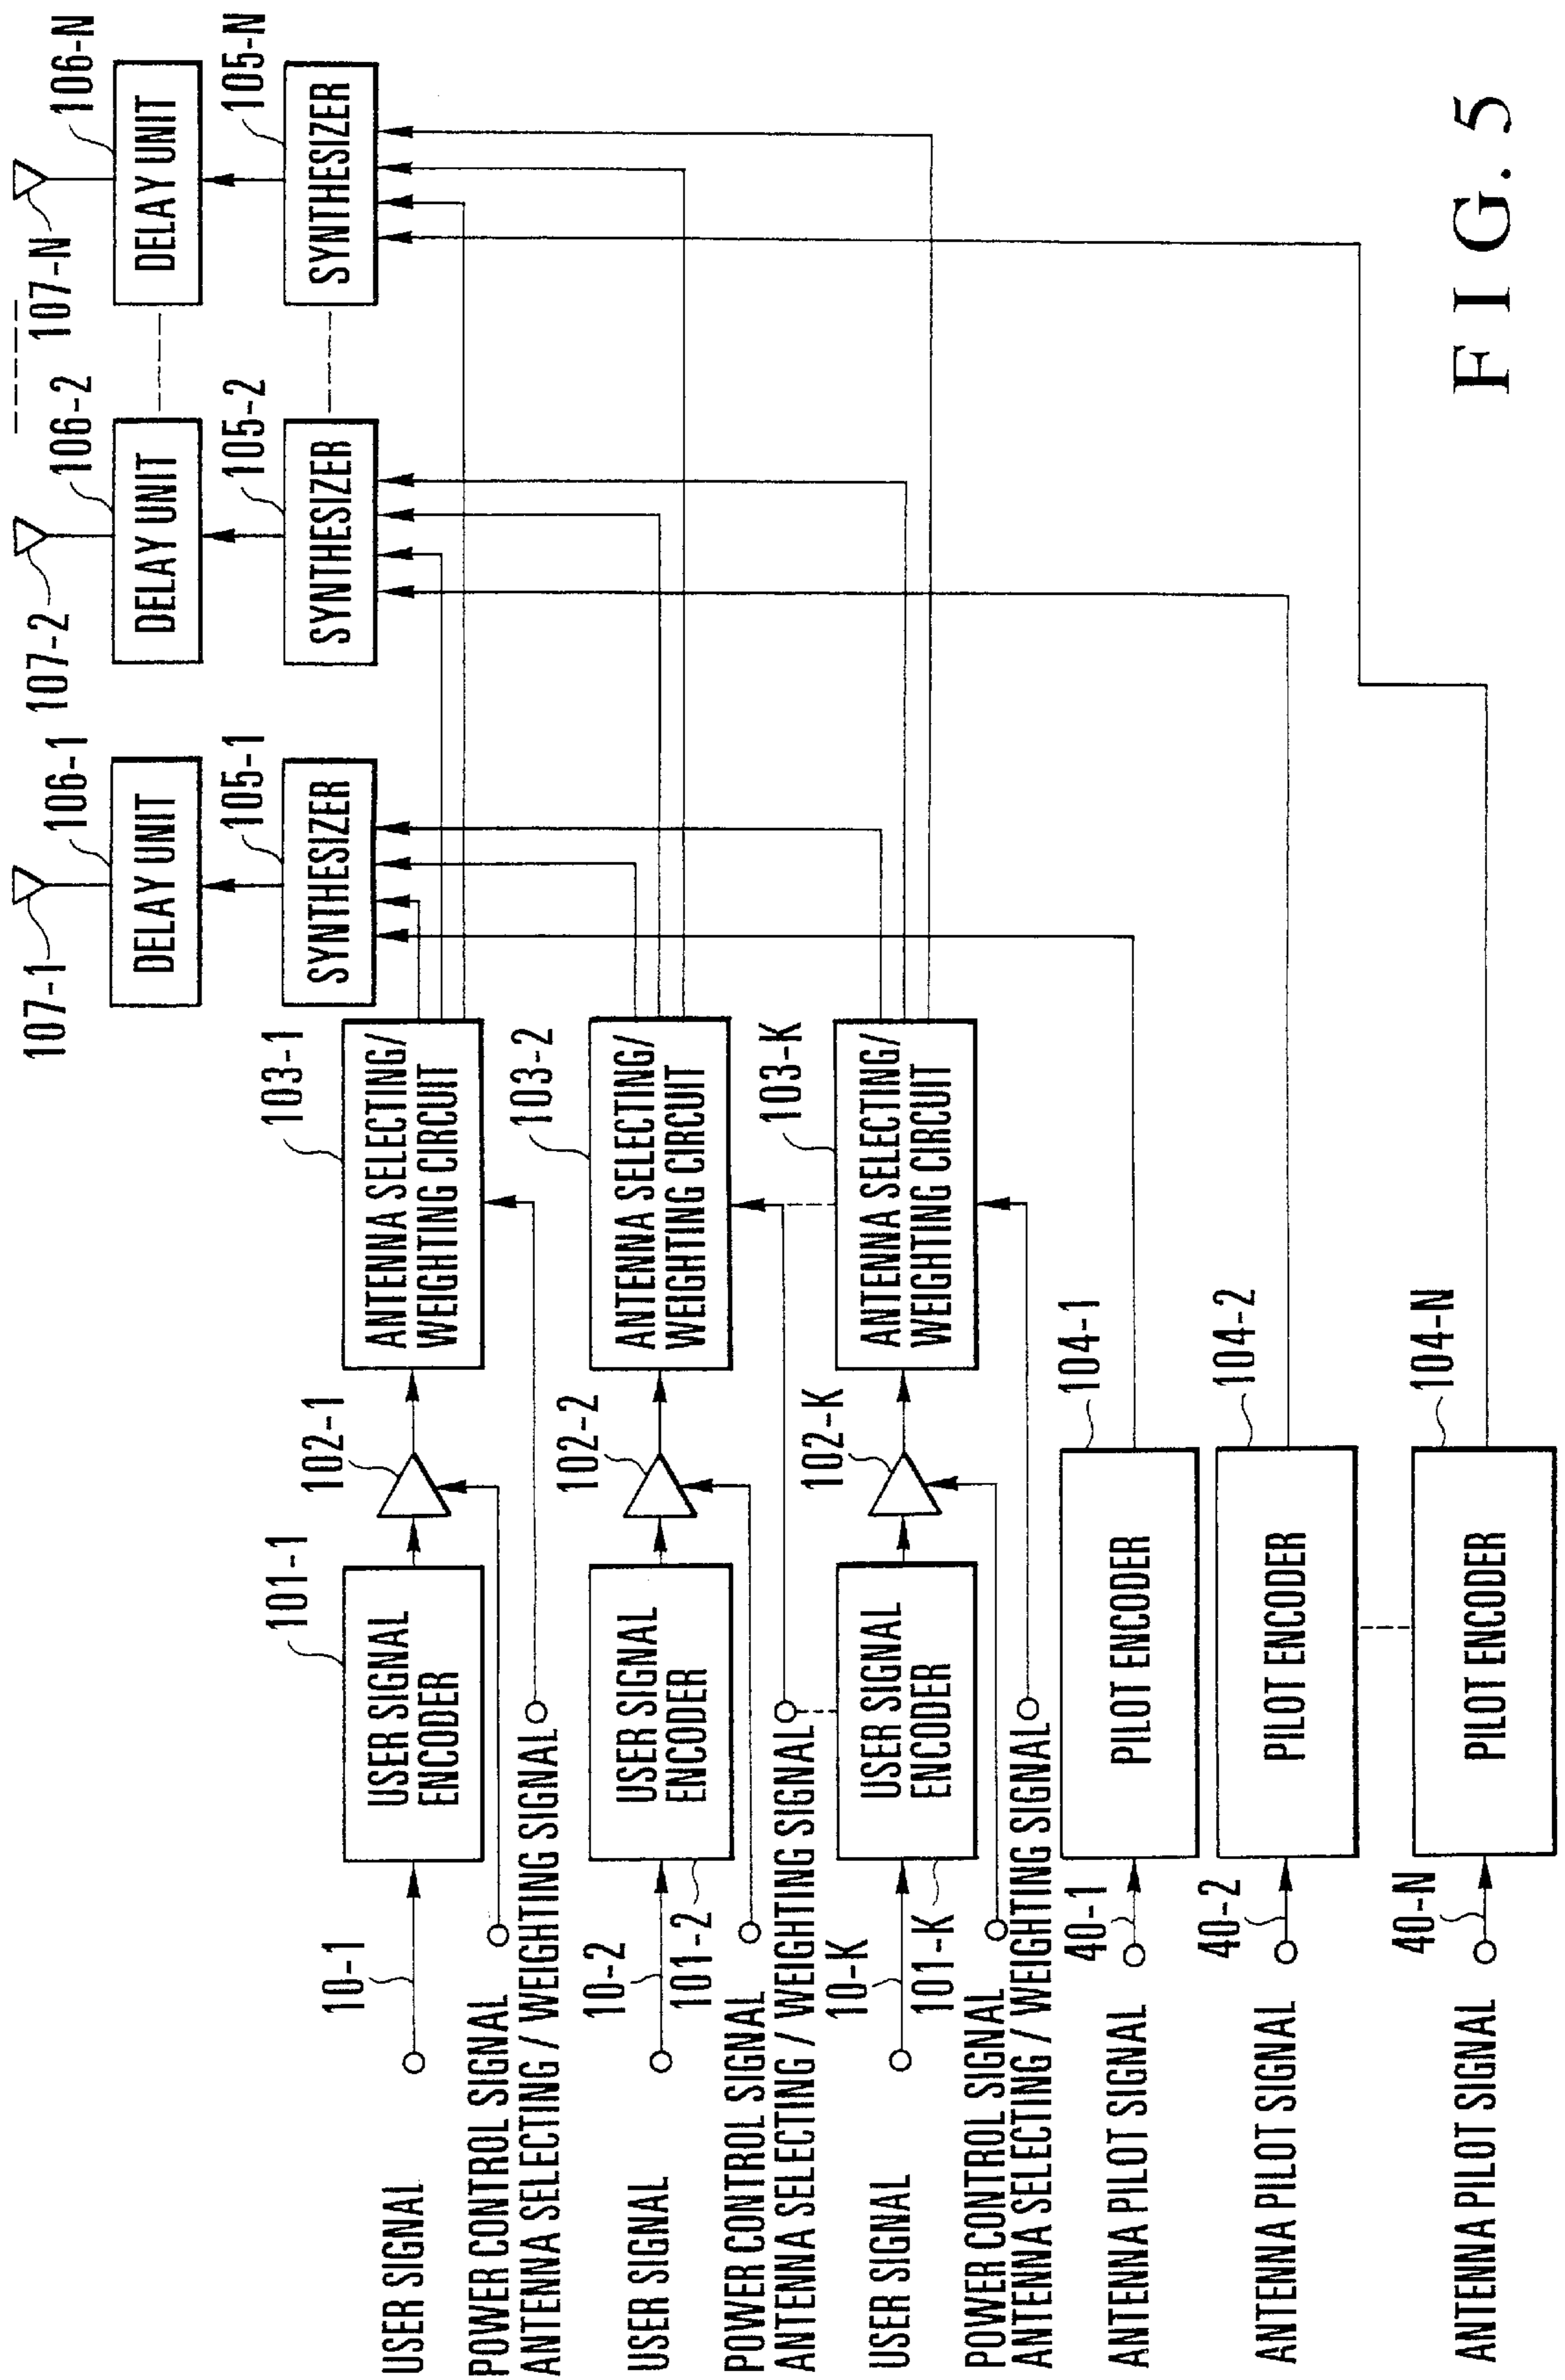 107-1
107-2
107-N
106-1
106-2
106-N
DELAY UNIT
DELAY UNIT
DELAY UNIT
105-1
105-2
105-N
SYNTHESIZER
SYNTHESIZER
SYNTHESIZER
USER SIGNAL
10-1
101-1
USER SIGNAL
ENCODER
102-1
103-1
ANTENNA SELECTING/
WEIGHTING CIRCUIT
POWER CONTROL SIGNAL
ANTENNA SELECTING / WEIGHTING SIGNAL
USER SIGNAL
10-2
101-2
USER SIGNAL
ENCODER
102-2
103-2
ANTENNA SELECTING/
WEIGHTING CIRCUIT
POWER CONTROL SIGNAL
ANTENNA SELECTING / WEIGHTING SIGNAL
USER SIGNAL
10-K
101-K
USER SIGNAL
ENCODER
102-K
103-K
ANTENNA SELECTING/
WEIGHTING CIRCUIT
POWER CONTROL SIGNAL
ANTENNA SELECTING / WEIGHTING SIGNAL
ANTENNA PILOT SIGNAL
40-1
PILOT ENCODER
104-1
ANTENNA PILOT SIGNAL
40-2
PILOT ENCODER
104-2
ANTENNA PILOT SIGNAL
40-N
PILOT ENCODER
104-N
FIG. 5